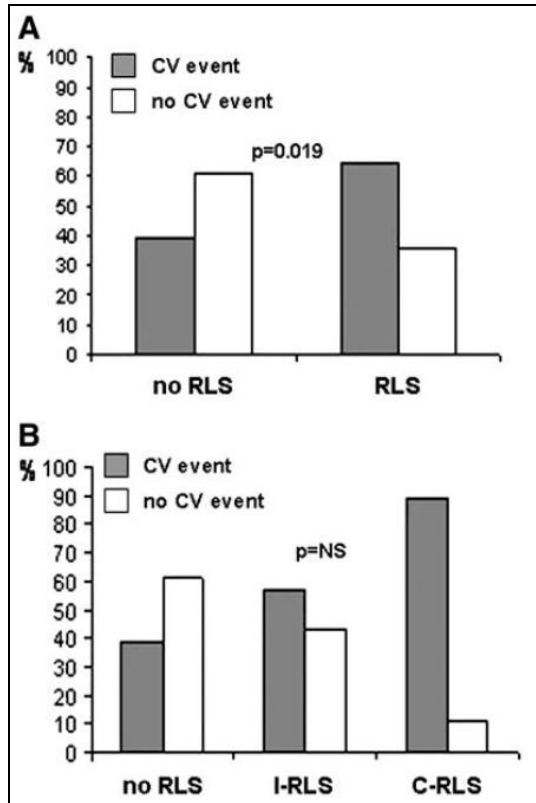 A
% 100
90
80
70
60
50
40
30
20
10
0
CV event
no CV event
p=0.019
no RLS RLS
B
% 100
90
80
70
60
50
40
30
20
10
0
CV event
no CV event
p=NS
no RLS I-RLS C-RLS